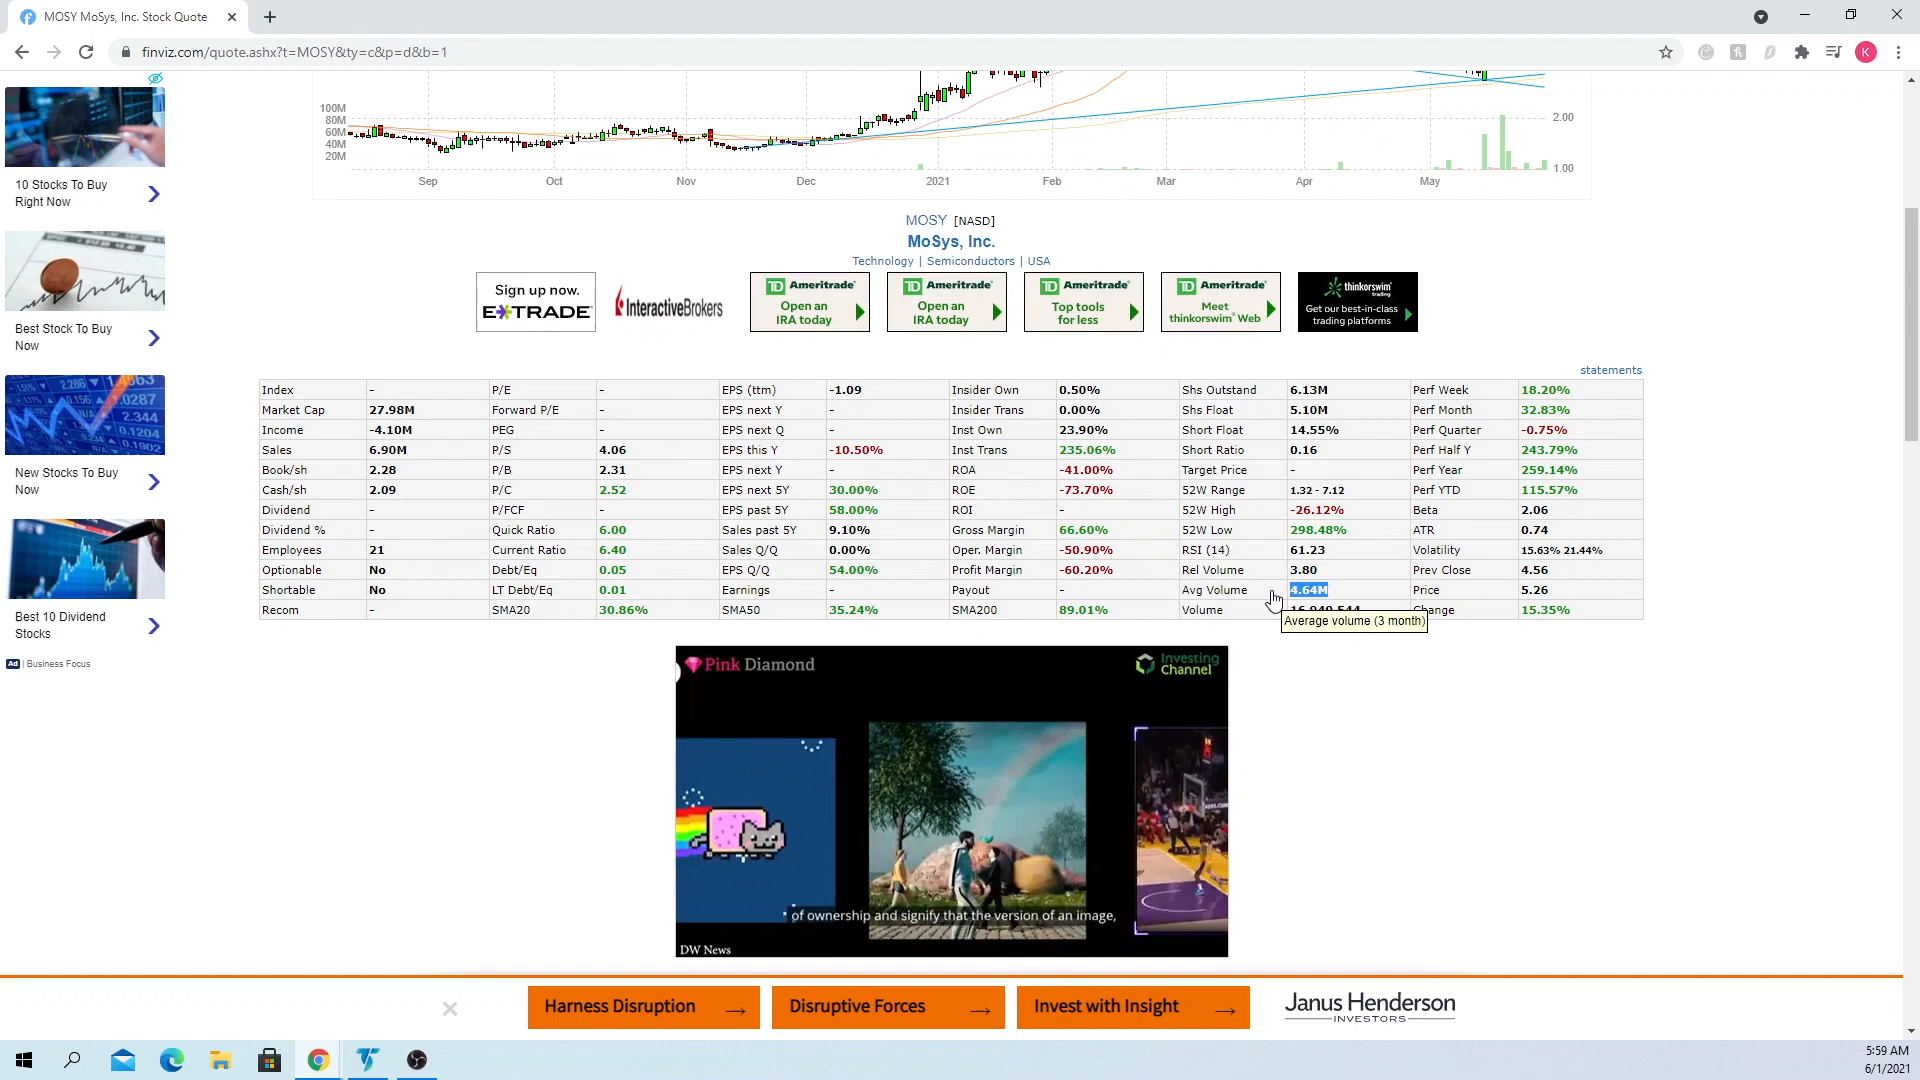 MOSY MoSys, Inc. Stock Quote
finviz.com/quote.ashx?t=MOSY&ty=c&p=d&b=1
K
10 Stocks To Buy
Right Now
Best Stock To Buy
Now
New Stocks To Buy
Now
Best 10 Dividend
Stocks
Ad | Business Focus
100M
80M
60M
40M
20M
2.00
1.00
Sep Oct Nov Dec 2021 Feb Mar Apr May
MOSY [NASD]
MoSys, Inc.
Technology | Semiconductors | USA
Sign up now.
E*TRADE
InteractiveBrokers
TD Ameritrade
Open an
IRA today
TD Ameritrade
Open an
IRA today
TD Ameritrade
Top tools
for less
TD Ameritrade
Meet
thinkorswim® Web
thinkorswim®
trading
Get our best-in-class
trading platforms
statements
Index - P/E - EPS (ttm) -1.09 Insider Own 0.50% Shs Outstand 6.13M Perf Week 18.20%
Market Cap 27.98M Forward P/E - EPS next Y - Insider Trans 0.00% Shs Float 5.10M Perf Month 32.83%
Income -4.10M PEG - EPS next Q - Inst Own 23.90% Short Float 14.55% Perf Quarter -0.75%
Sales 6.90M P/S 4.06 EPS this Y -10.50% Inst Trans 235.06% Short Ratio 0.16 Perf Half Y 243.79%
Book/sh 2.28 P/B 2.31 EPS next Y - ROA -41.00% Target Price - Perf Year 259.14%
Cash/sh 2.09 P/C 2.52 EPS next 5Y 30.00% ROE -73.70% 52W Range 1.32 - 7.12 Perf YTD 115.57%
Dividend - P/FCF - EPS past 5Y 58.00% ROI - 52W High -26.12% Beta 2.06
Dividend % - Quick Ratio 6.00 Sales past 5Y 9.10% Gross Margin 66.60% 52W Low 298.48% ATR 0.74
Employees 21 Current Ratio 6.40 Sales Q/Q 0.00% Oper. Margin -50.90% RSI (14) 61.23 Volatility 15.63% 21.44%
Optionable No Debt/Eq 0.05 EPS Q/Q 54.00% Profit Margin -60.20% Rel Volume 3.80 Prev Close 4.56
Shortable No LT Debt/Eq 0.01 Earnings - Payout - Avg Volume 4.64M Price 5.26
Recom - SMA20 30.86% SMA50 35.24% SMA200 89.01% Volume Change 15.35%
Average volume (3 month)
Pink Diamond
Investing
Channel
of ownership and signify that the version of an image,
DW News
Harness Disruption →
Disruptive Forces →
Invest with Insight →
Janus Henderson
INVESTORS
5:59 AM
6/1/2021